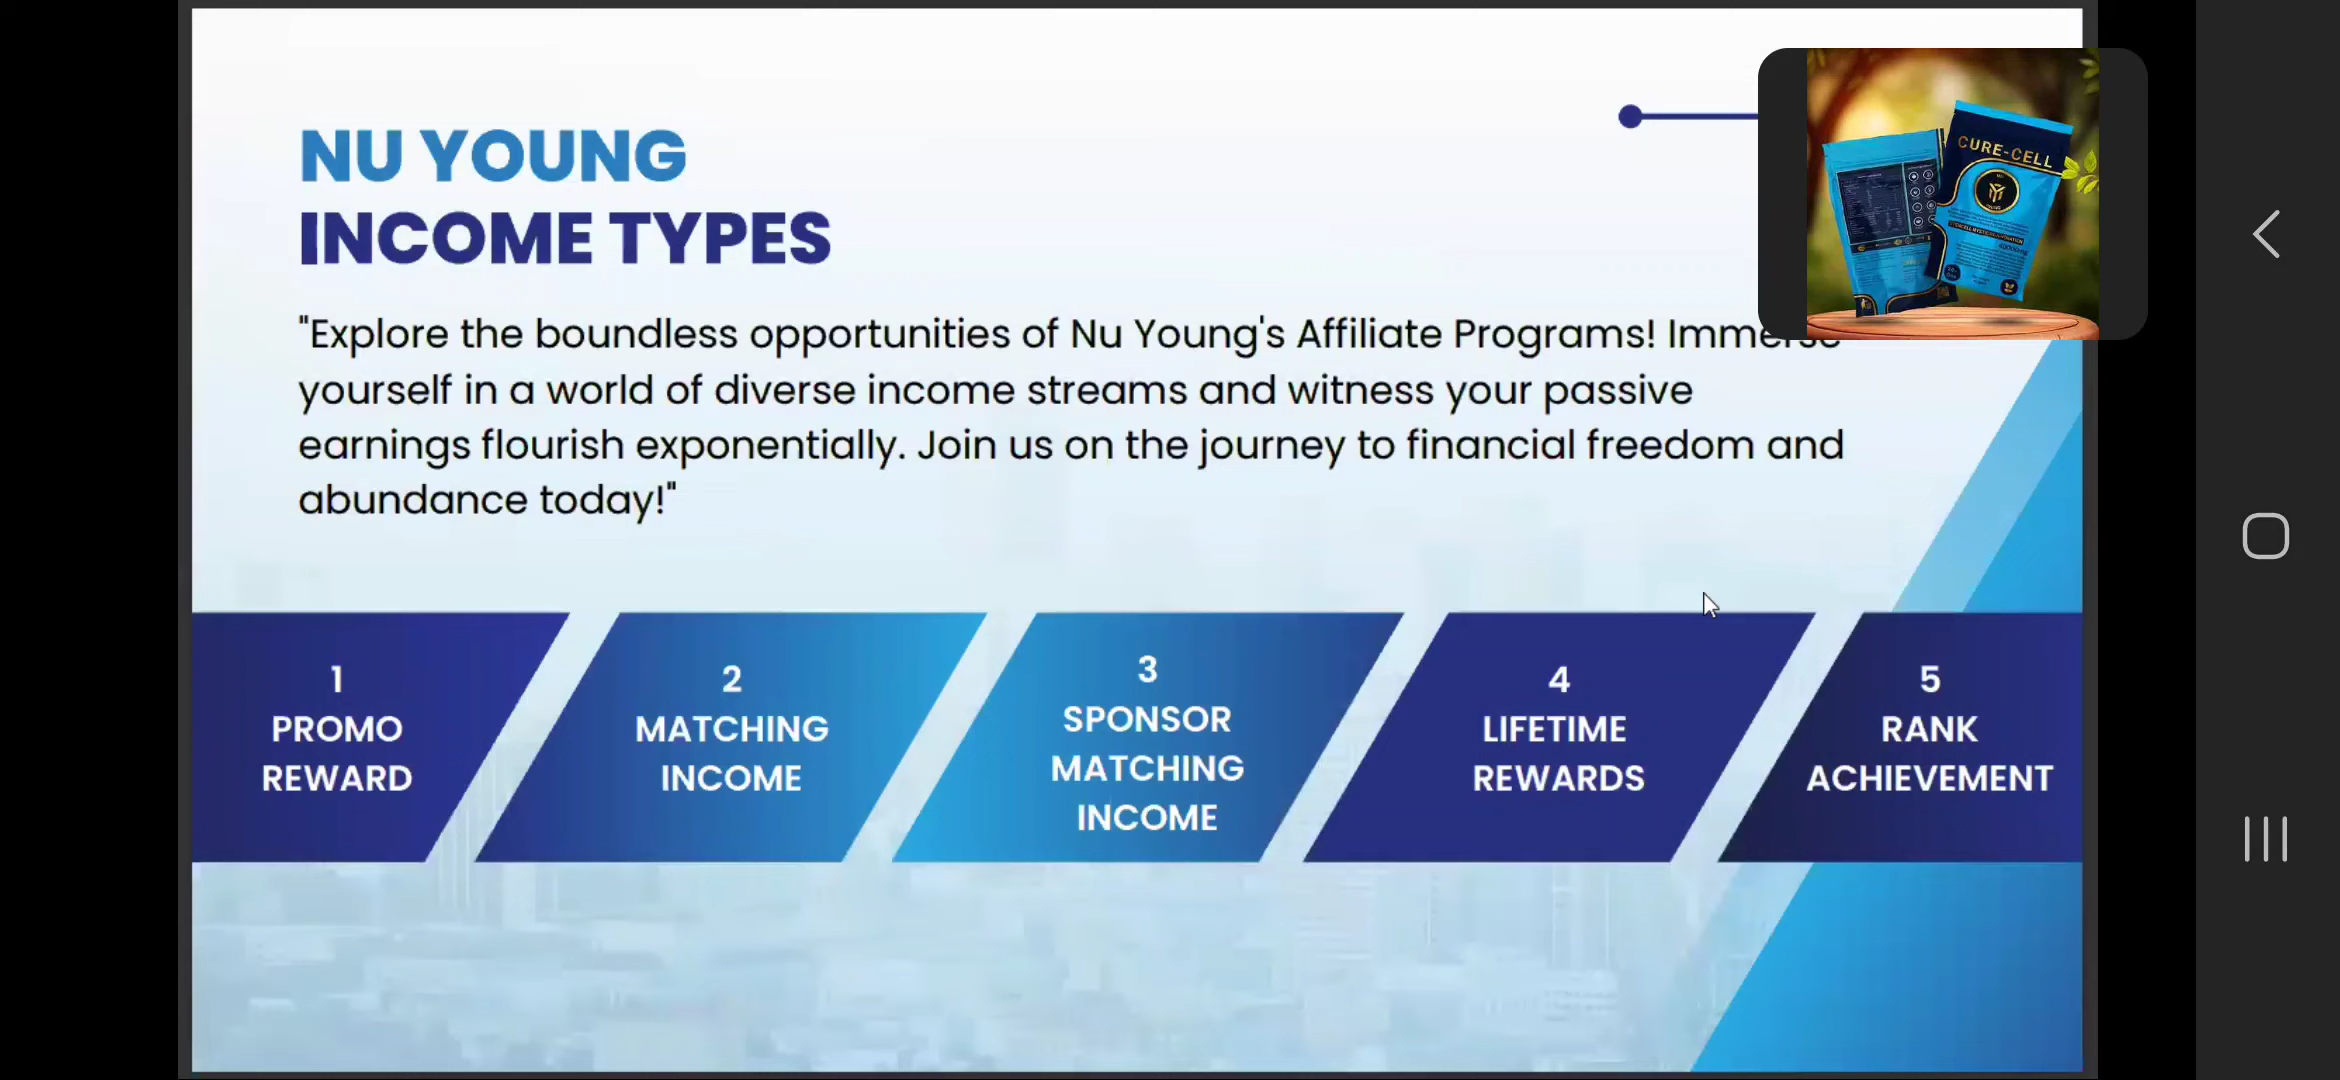 NU YOUNG
INCOME TYPES
"Explore the boundless opportunities of Nu Young's Affiliate Programs! Immerse
yourself in a world of diverse income streams and witness your passive
earnings flourish exponentially. Join us on the journey to financial freedom and
abundance today!"
1
PROMO
REWARD
2
MATCHING
INCOME
3
SPONSOR
MATCHING
INCOME
4
LIFETIME
REWARDS
5
RANK
ACHIEVEMENT
CURE-CELL